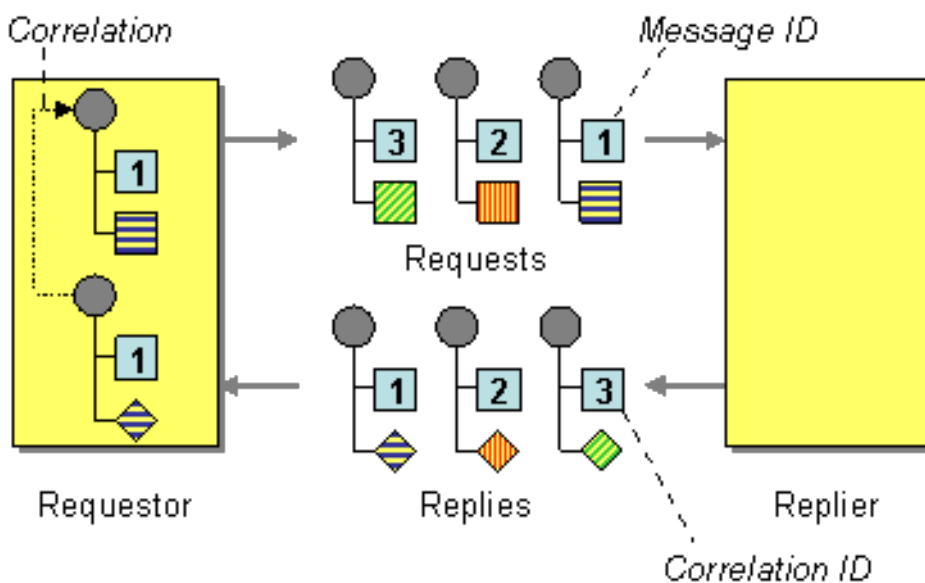 Correlation
Message ID
3 2 1
1
Requests
1
1 2 3
Requestor
Replies
Replier
Correlation ID